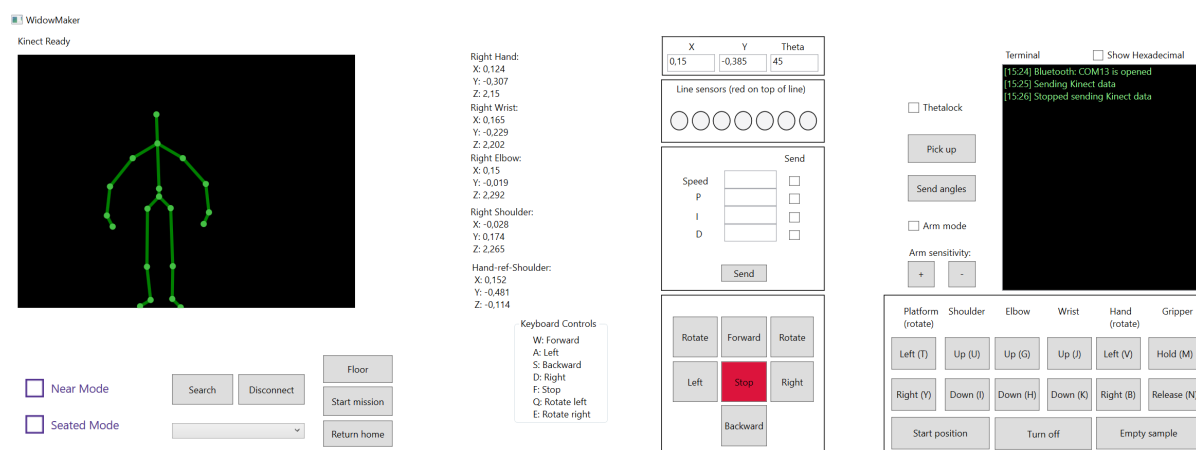 WidowMaker
Kinect Ready
Right Hand:
X: 0,124
Y: -0,307
Z: 2,15
Right Wrist:
X: 0,165
Y: -0,229
Z: 2,202
Right Elbow:
X: 0,15
Y: -0,019
Z: 2,292
Right Shoulder:
X: -0,028
Y: 0,174
Z: 2,265
Hand-ref-Shoulder:
X: 0,152
Y: -0,481
Z: -0,114
Keyboard Controls
W: Forward
A: Left
S: Backward
D: Right
F: Stop
Q: Rotate left
E: Rotate right
Near Mode
Seated Mode
Search Disconnect
Floor
Start mission
Return home
X Y Theta
0,15 -0,385 45
Line sensors (red on top of line)
Send
Speed
P
I
D
Send
Rotate Forward Rotate
Left Stop Right
Backward
Thetalock
Pick up
Send angles
Arm mode
Arm sensitivity:
+ -
Terminal Show Hexadecimal
[15:24] Bluetooth: COM13 is opened
[15:25] Sending Kinect data
[15:26] Stopped sending Kinect data
Platform Shoulder Elbow Wrist Hand Gripper
(rotate) (rotate)
Left (T) Up (U) Up (G) Up (J) Left (V) Hold (M)
Right (Y) Down (I) Down (H) Down (K) Right (B) Release (N)
Start position Turn off Empty sample